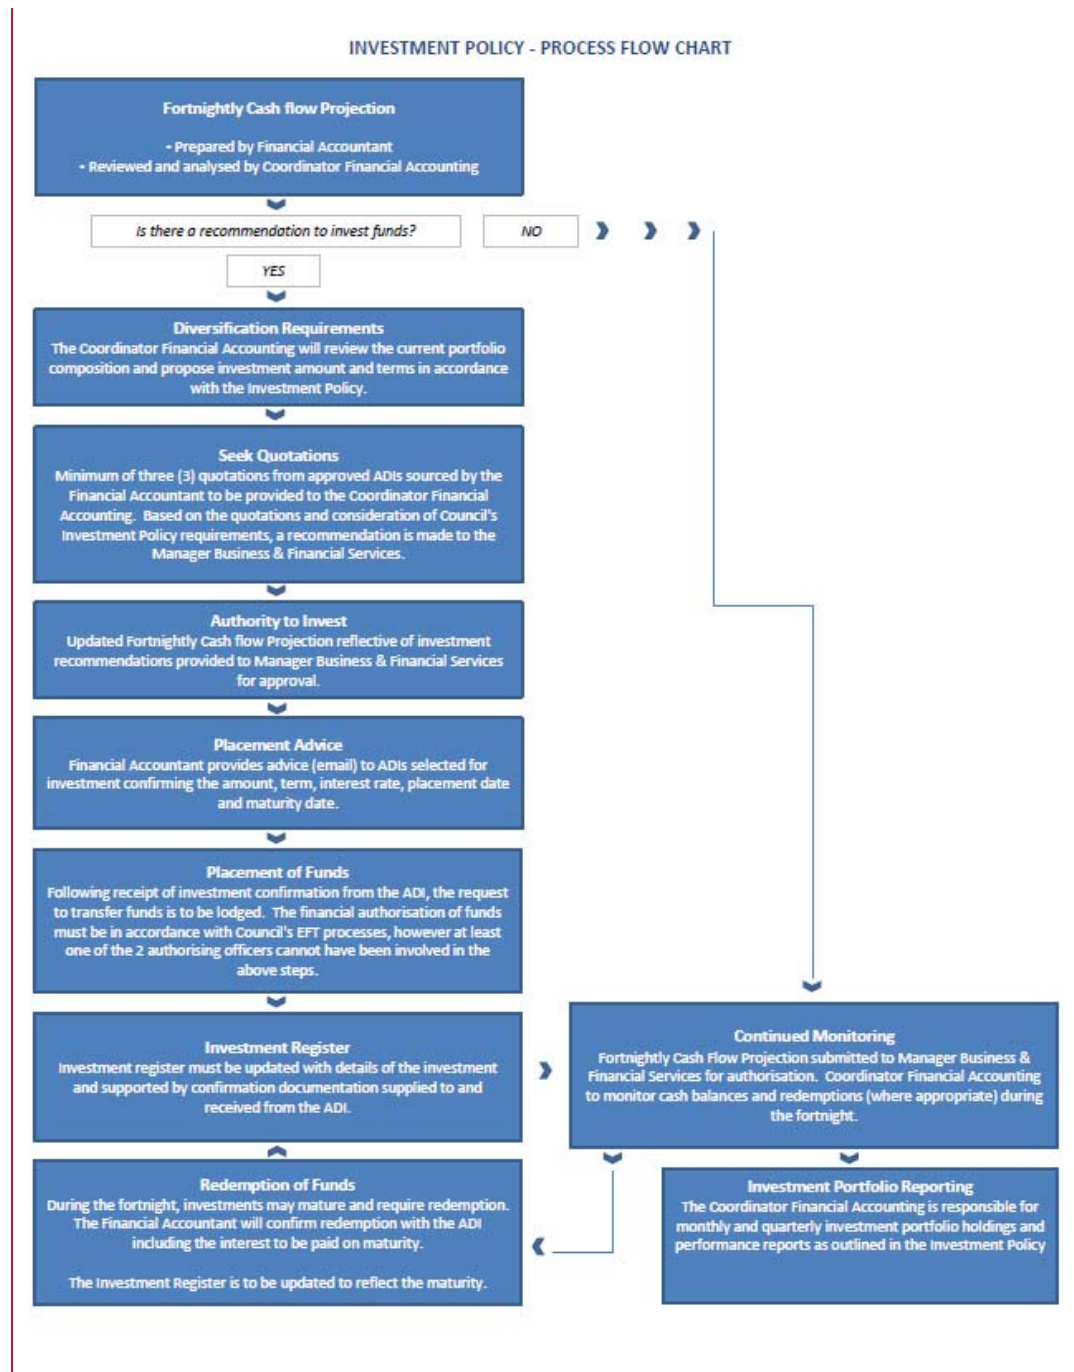 INVESTMENT POLICY - PROCESS FLOW CHART
Fortnightly Cash flow Projection
- Prepared by Financial Accountant
- Reviewed and analysed by Coordinator Financial Accounting
Is there a recommendation to invest funds?
NO
YES
Diversification Requirements
The Coordinator Financial Accounting will review the current portfolio
composition and propose investment amount and terms in accordance
with the Investment Policy.
Seek Quotations
Minimum of three (3) quotations from approved ADIs sourced by the
Financial Accountant to be provided to the Coordinator Financial
Accounting. Based on the quotations and consideration of Council's
Investment Policy requirements, a recommendation is made to the
Manager Business & Financial Services.
Authority to Invest
Updated Fortnightly Cash flow Projection reflective of investment
recommendations provided to Manager Business & Financial Services
for approval.
Placement Advice
Financial Accountant provides advice (email) to ADIs selected for
investment confirming the amount, term, interest rate, placement date
and maturity date.
Placement of Funds
Following receipt of investment confirmation from the ADI, the request
to transfer funds is to be lodged. The financial authorisation of funds
must be in accordance with Council's EFT processes, however at least
one of the 2 authorising officers cannot have been involved in the
above steps.
Investment Register
Investment register must be updated with details of the investment
and supported by confirmation documentation supplied to and
received from the ADI.
Continued Monitoring
Fortnightly Cash Flow Projection submitted to Manager Business &
Financial Services for authorisation. Coordinator Financial Accounting
to monitor cash balances and redemptions (where appropriate) during
the fortnight.
Redemption of Funds
During the fortnight, investments may mature and require redemption.
The Financial Accountant will confirm redemption with the ADI
including the interest to be paid on maturity.
The Investment Register is to be updated to reflect the maturity.
Investment Portfolio Reporting
The Coordinator Financial Accounting is responsible for
monthly and quarterly investment portfolio holdings and
performance reports as outlined in the Investment Policy